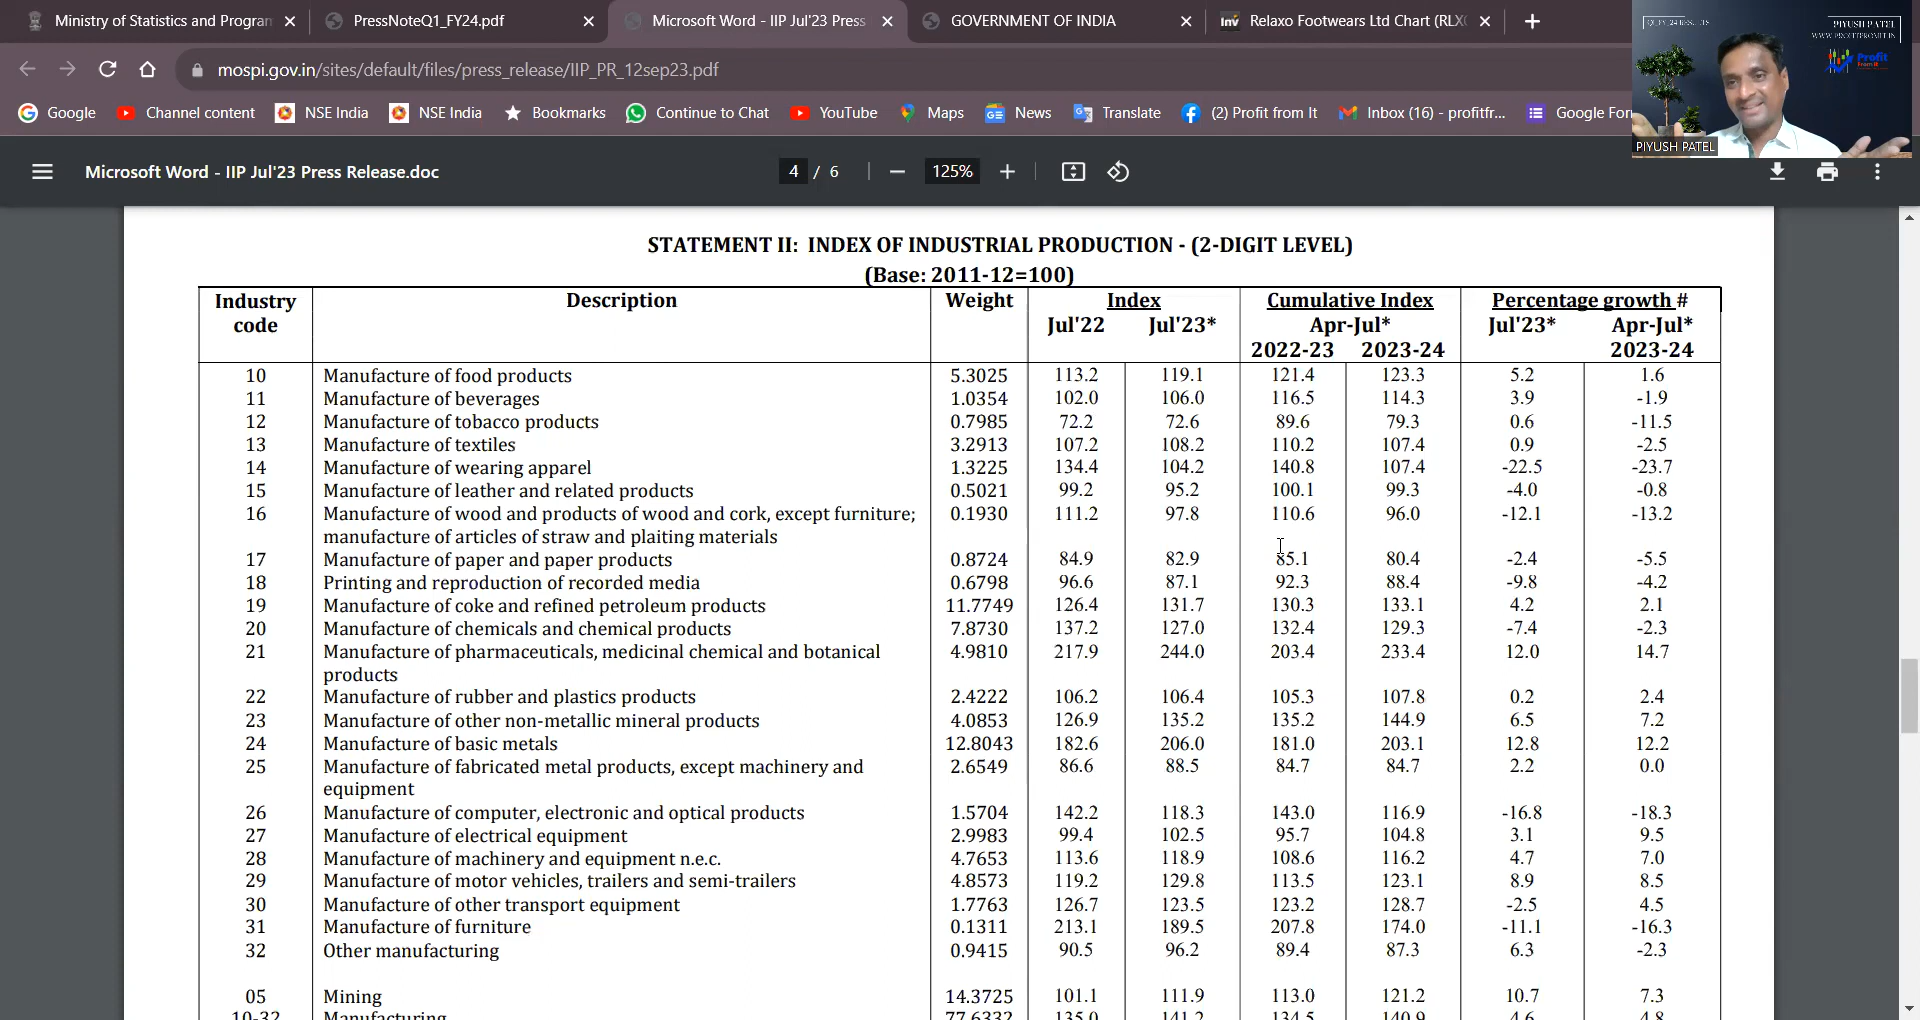 Ministry of Statistics and Program
PressNoteQ1_FY24.pdf
Microsoft Word - IIP Jul'23 Press
GOVERNMENT OF INDIA
Inv Relaxo Footwears Ltd Chart (RLX
mospi.gov.in/sites/default/files/press_release/IIP_PR_12sep23.pdf
Google Channel content NSE India NSE India Bookmarks Continue to Chat YouTube Maps News Translate (2) Profit from It Inbox (16) - profitfr... Google For
PIYUSH PATEL
WWW.PROFITFROMIT.IN
Profit
From It
PIYUSH PATEL
Microsoft Word - IIP Jul'23 Press Release.doc 4 / 6 125%
STATEMENT II: INDEX OF INDUSTRIAL PRODUCTION - (2-DIGIT LEVEL)
(Base: 2011-12=100)
Industry Description Weight Index Cumulative Index Percentage growth #
code Jul'22 Jul'23* Apr-Jul* Jul'23* Apr-Jul*
2022-23 2023-24 2023-24
10 Manufacture of food products 5.3025 113.2 119.1 121.4 123.3 5.2 1.6
11 Manufacture of beverages 1.0354 102.0 106.0 116.5 114.3 3.9 -1.9
12 Manufacture of tobacco products 0.7985 72.2 72.6 89.6 79.3 0.6 -11.5
13 Manufacture of textiles 3.2913 107.2 108.2 110.2 107.4 0.9 -2.5
14 Manufacture of wearing apparel 1.3225 134.4 104.2 140.8 107.4 -22.5 -23.7
15 Manufacture of leather and related products 0.5021 99.2 95.2 100.1 99.3 -4.0 -0.8
16 Manufacture of wood and products of wood and cork, except furniture; 0.1930 111.2 97.8 110.6 96.0 -12.1 -13.2
manufacture of articles of straw and plaiting materials
17 Manufacture of paper and paper products 0.8724 84.9 82.9 85.1 80.4 -2.4 -5.5
18 Printing and reproduction of recorded media 0.6798 96.6 87.1 92.3 88.4 -9.8 -4.2
19 Manufacture of coke and refined petroleum products 11.7749 126.4 131.7 130.3 133.1 4.2 2.1
20 Manufacture of chemicals and chemical products 7.8730 137.2 127.0 132.4 129.3 -7.4 -2.3
21 Manufacture of pharmaceuticals, medicinal chemical and botanical 4.9810 217.9 244.0 203.4 233.4 12.0 14.7
products
22 Manufacture of rubber and plastics products 2.4222 106.2 106.4 105.3 107.8 0.2 2.4
23 Manufacture of other non-metallic mineral products 4.0853 126.9 135.2 135.2 144.9 6.5 7.2
24 Manufacture of basic metals 12.8043 182.6 206.0 181.0 203.1 12.8 12.2
25 Manufacture of fabricated metal products, except machinery and 2.6549 86.6 88.5 84.7 84.7 2.2 0.0
equipment
26 Manufacture of computer, electronic and optical products 1.5704 142.2 118.3 143.0 116.9 -16.8 -18.3
27 Manufacture of electrical equipment 2.9983 99.4 102.5 95.7 104.8 3.1 9.5
28 Manufacture of machinery and equipment n.e.c. 4.7653 113.6 118.9 108.6 116.2 4.7 7.0
29 Manufacture of motor vehicles, trailers and semi-trailers 4.8573 119.2 129.8 113.5 123.1 8.9 8.5
30 Manufacture of other transport equipment 1.7763 126.7 123.5 123.2 128.7 -2.5 4.5
31 Manufacture of furniture 0.1311 213.1 189.5 207.8 174.0 -11.1 -16.3
32 Other manufacturing 0.9415 90.5 96.2 89.4 87.3 6.3 -2.3
05 Mining 14.3725 101.1 111.9 113.0 121.2 10.7 7.3
10-32 Manufacturing 77.6332 135.0 141.2 134.5 140.9 4.6 4.8